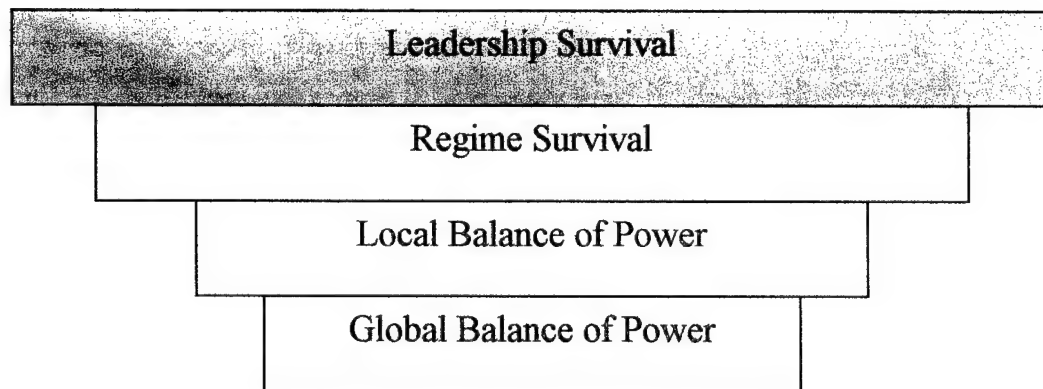 Leadership Survival
Regime Survival
Local Balance of Power
Global Balance of Power